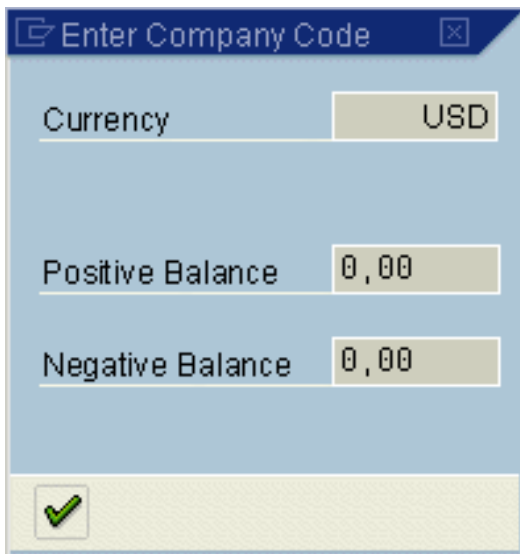 Enter Company Code
Currency USD
Positive Balance 0,00
Negative Balance 0,00